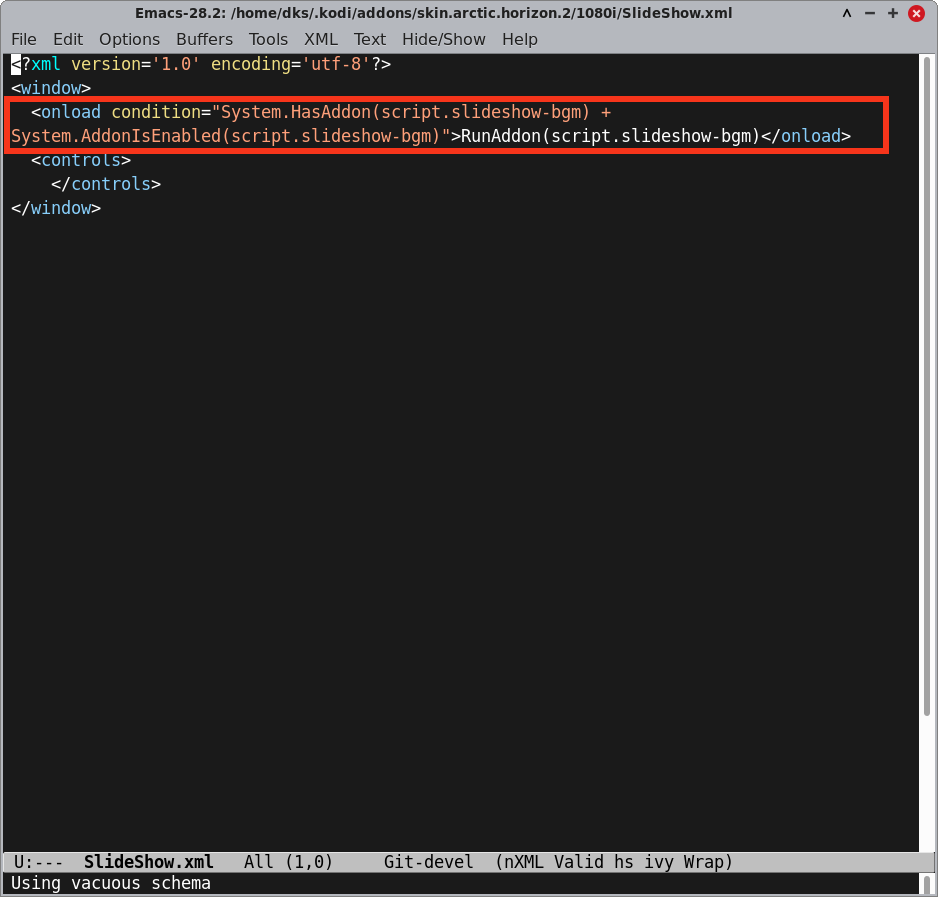 Emacs-28.2: /home/dks/.kodi/addons/skin.arctic.horizon.2/1080i/SlideShow.xml
File Edit Options Buffers Tools XML Text Hide/Show Help
<?xml version='1.0' encoding='utf-8'?>
<window>
  <onload condition="System.HasAddon(script.slideshow-bgm) +
System.AddonIsEnabled(script.slideshow-bgm)">RunAddon(script.slideshow-bgm)</onload>
  <controls>
    </controls>
</window>
U:---  SlideShow.xml   All (1,0)     Git-devel  (nXML Valid hs ivy Wrap)
Using vacuous schema